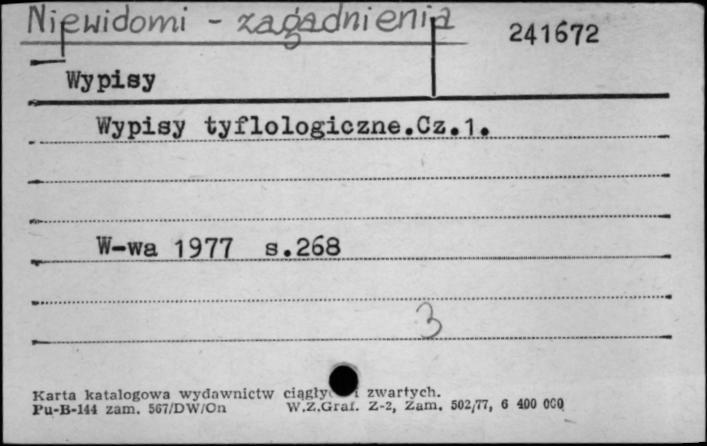 Niewidomi - zagadnienia
241672
Wypisy
Wypisy tyflologiczne.Cz.1.
W-wa 1977 s.268
3
Karta katalogowa wydawnictw i zwartych.
Pu-B-144 zam. 567/DW/On W.Z.Graf. Z-2, Zam. 502/77, 6 400 000